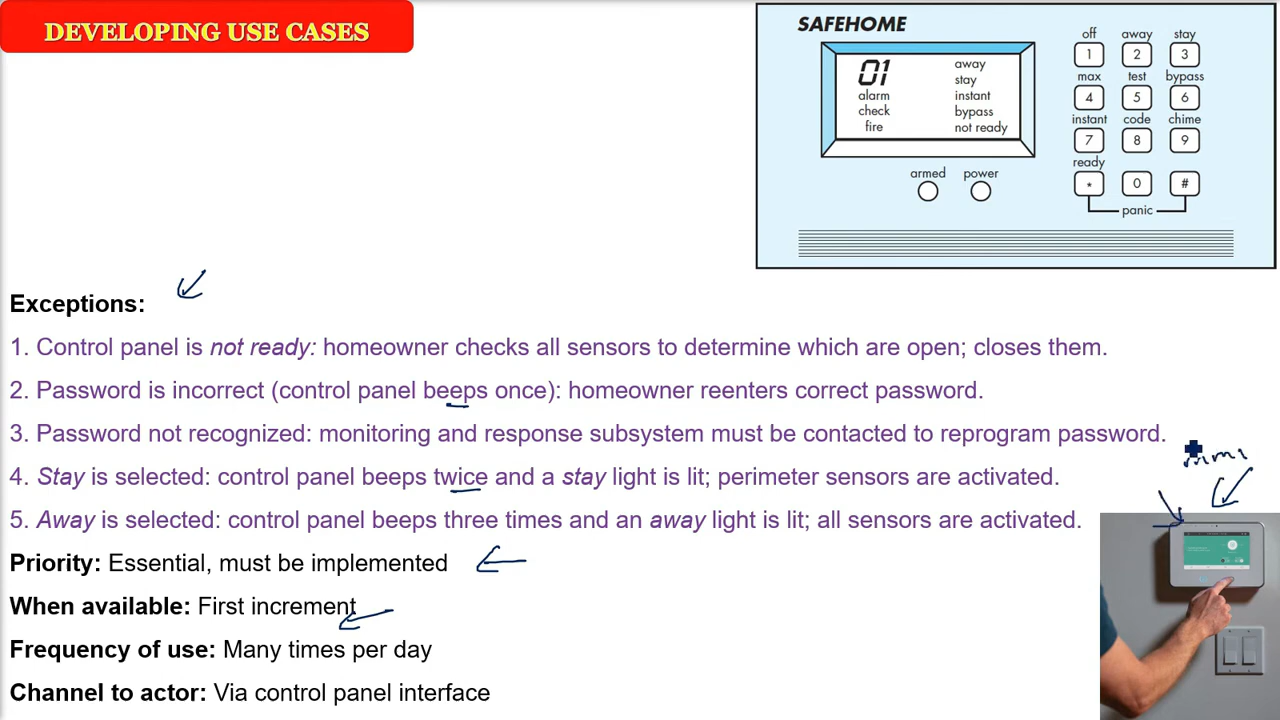 DEVELOPING USE CASES
SAFEHOME
01
alarm
check
fire
away
stay
instant
bypass
not ready
armed power
off away stay
1 2 3
max test bypass
4 5 6
instant code chime
7 8 9
ready
* 0 #
panic
Exceptions:
1. Control panel is not ready: homeowner checks all sensors to determine which are open; closes them.
2. Password is incorrect (control panel beeps once): homeowner reenters correct password.
3. Password not recognized: monitoring and response subsystem must be contacted to reprogram password.
4. Stay is selected: control panel beeps twice and a stay light is lit; perimeter sensors are activated.
5. Away is selected: control panel beeps three times and an away light is lit; all sensors are activated.
Priority: Essential, must be implemented
When available: First increment
Frequency of use: Many times per day
Channel to actor: Via control panel interface